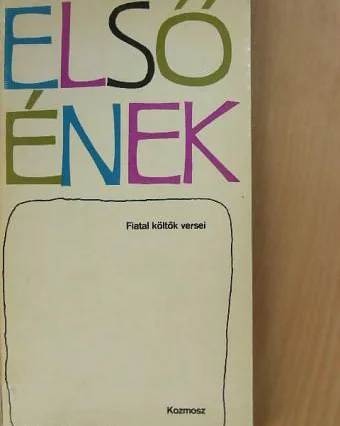 ELSŐ
ÉNEK
Fiatal költők versei
Kozmosz